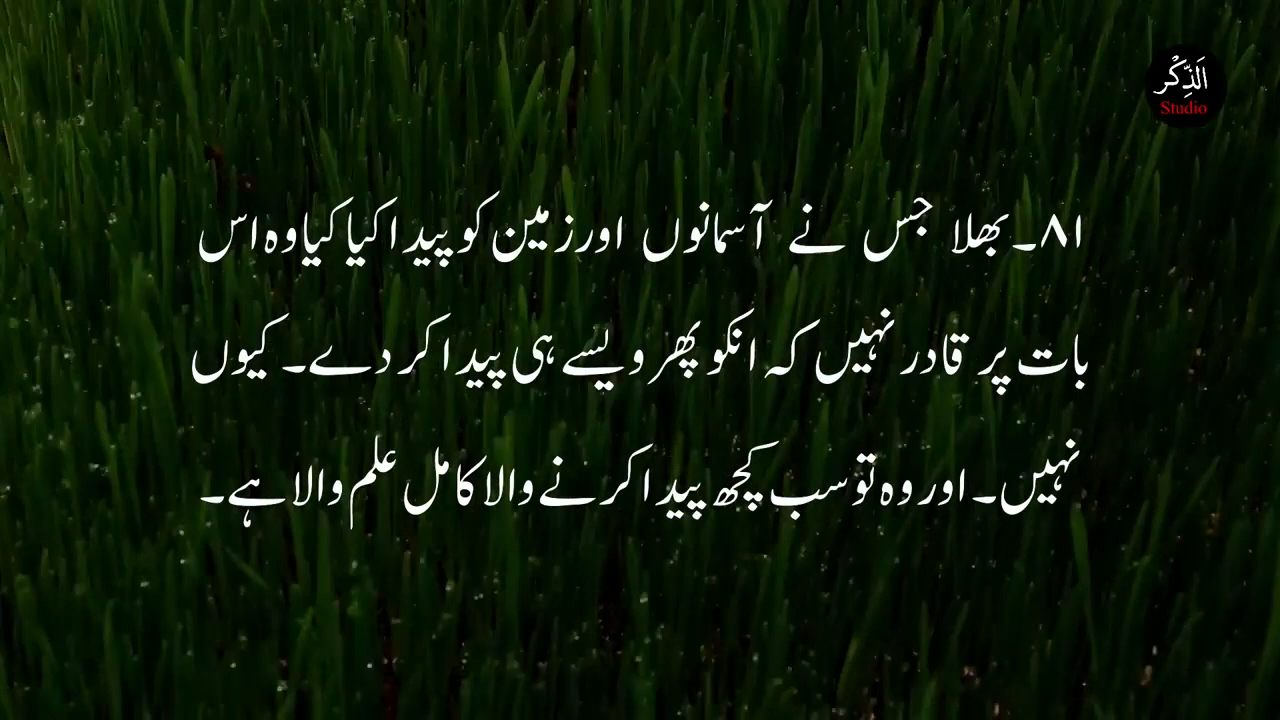 اَلذِّكْر
Studio
۸۱۔ بھلا جس نے آسمانوں اور زمین کو پیدا کیا کیا وہ اس
بات پر قادر نہیں کہ انکو پھر ویسے ہی پیدا کر دے۔ کیوں
نہیں۔ اور وہ تو سب کچھ پیدا کرنے والا کامل علم والا ہے۔